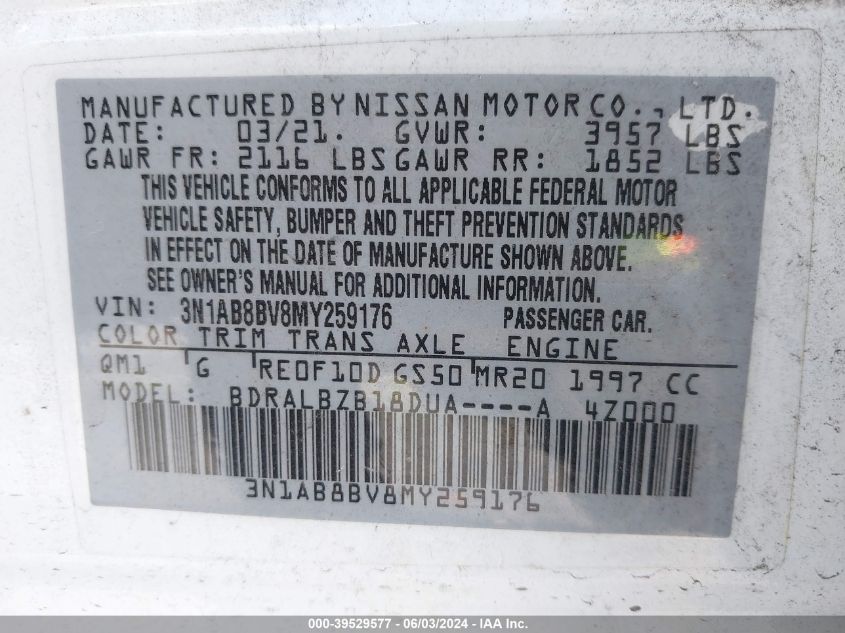 MANUFACTURED BY NISSAN MOTOR CO., LTD.
DATE: 03/21. GVWR: 3957 LBS
GAWR FR: 2116 LBS GAWR RR: 1852 LBS
THIS VEHICLE CONFORMS TO ALL APPLICABLE FEDERAL MOTOR
VEHICLE SAFETY, BUMPER AND THEFT PREVENTION STANDARDS
IN EFFECT ON THE DATE OF MANUFACTURE SHOWN ABOVE.
SEE OWNER'S MANUAL FOR ADDITIONAL INFORMATION.
VIN: 3N1AB8BV8MY259176 PASSENGER CAR.
COLOR TRIM TRANS AXLE ENGINE
QM1 G RE0F10D GS50 MR20 1997 CC
MODEL: BDRALBZB18DUA----A 4Z000
3N1AB8BV8MY259176
000-39529577 - 06/03/2024 - IAA Inc.